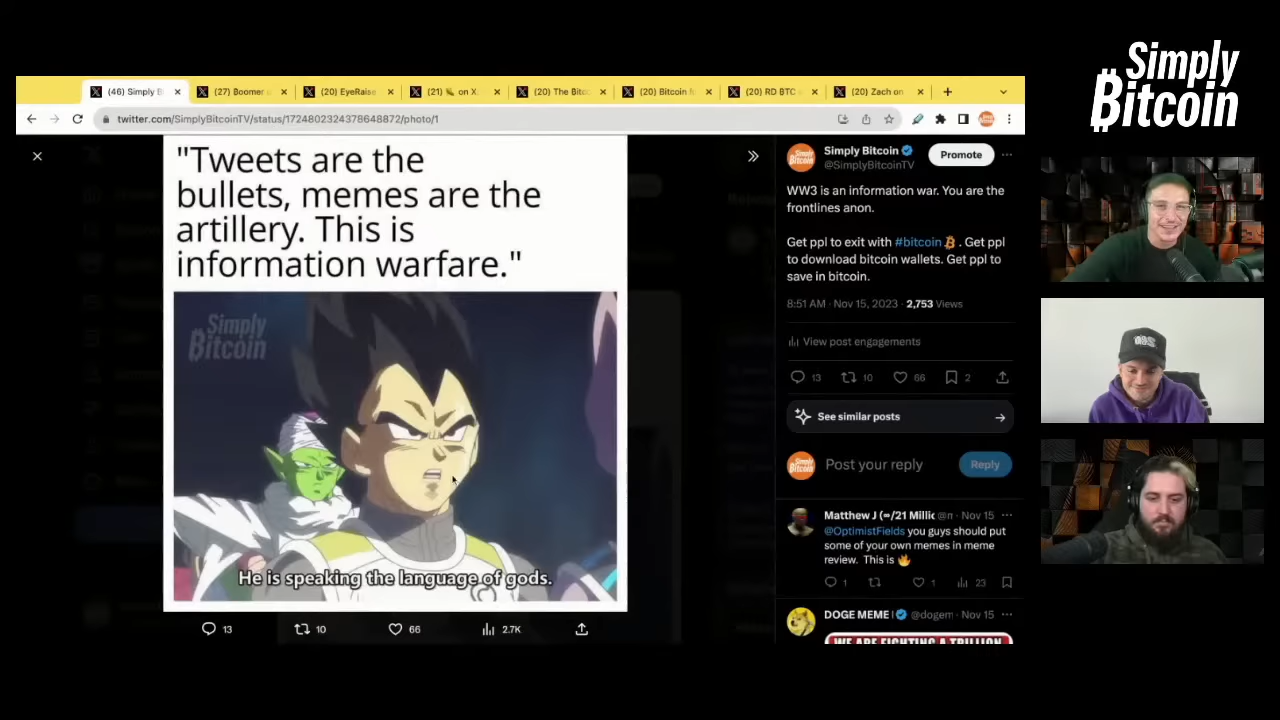 Simply
Bitcoin
(46) Simply B
(27) Boomer
(20) EyeRaise
(21) on X
(20) The Bitc
(20) Bitcoin
(20) RD BTC
(20) Zach on
twitter.com/SimplyBitcoinTV/status/1724802324378648872/photo/1
"Tweets are the
bullets, memes are the
artillery. This is
information warfare."
Simply
Bitcoin
He is speaking the language of gods.
13
10
66
2.7K
Simply Bitcoin
@SimplyBitcoinTV
Promote
WW3 is an information war. You are the
frontlines anon.
Get ppl to exit with #bitcoin. Get ppl
to download bitcoin wallets. Get ppl to
save in bitcoin.
8:51 AM · Nov 15, 2023 · 2,753 Views
View post engagements
13
10
66
2
See similar posts
Post your reply
Reply
Matthew J (∞/21 Millic @n · Nov 15
@OptimistFields you guys should put
some of your own memes in meme
review. This is
1
1
23
DOGE MEME @dogem · Nov 15
WE ARE FIGHTING A TRILLION